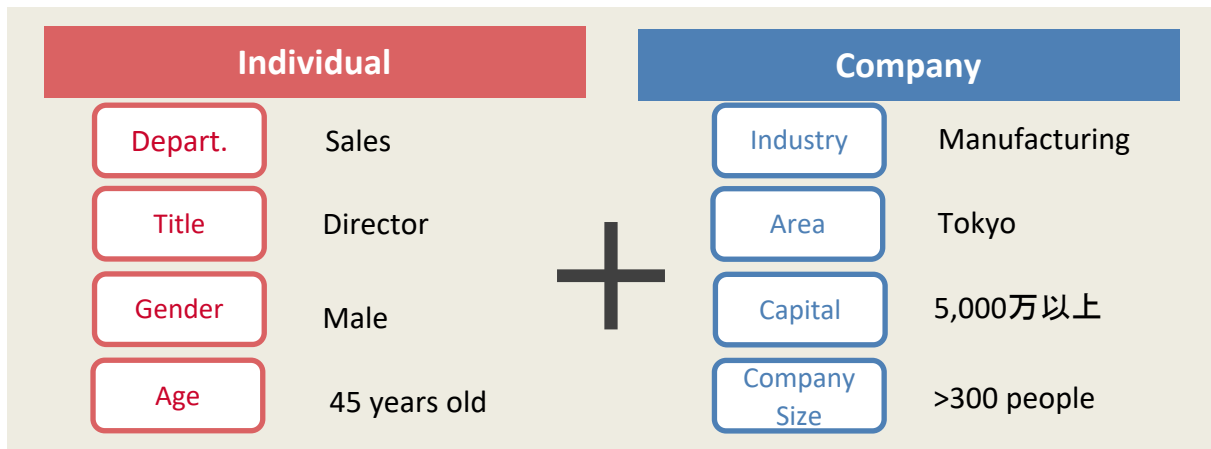 Individual
Depart.
Sales
Title
Director
Gender
Male
Age
45 years old
Company
Industry
Manufacturing
Area
Tokyo
Capital
5,000万以上
Company
Size
>300 people